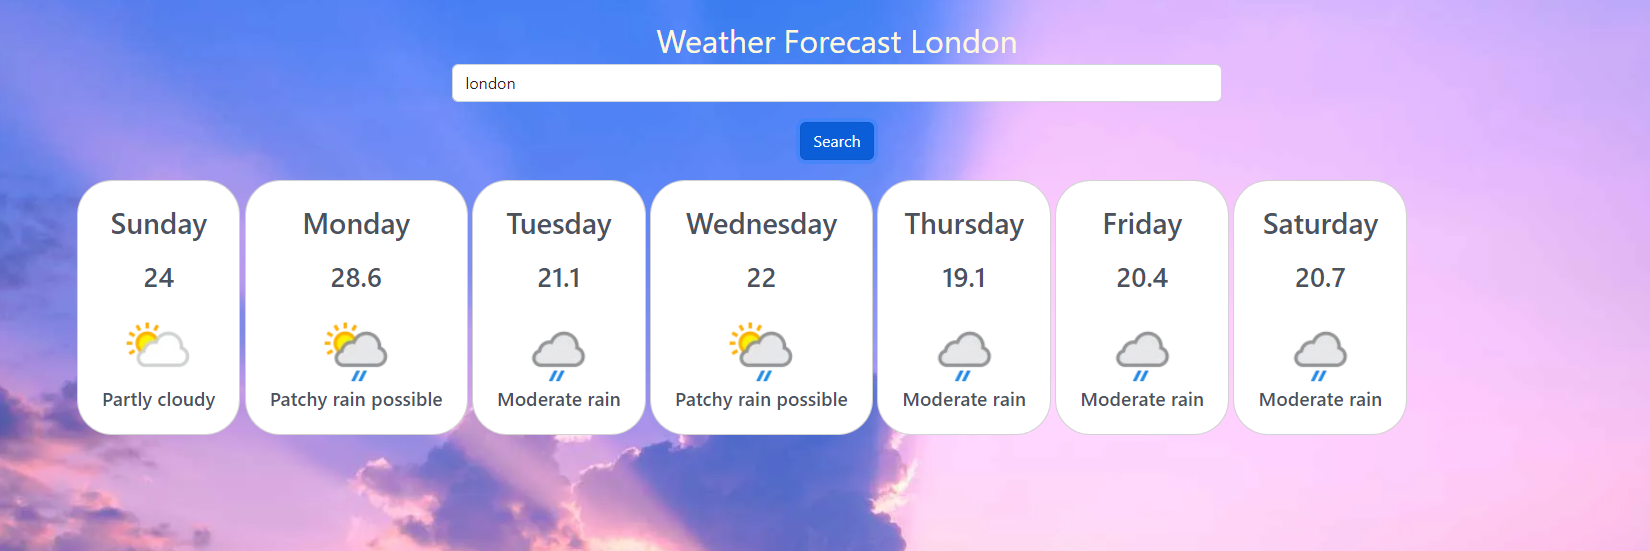 Weather Forecast London
london
Search
Sunday
24
Partly cloudy
Monday
28.6
Patchy rain possible
Tuesday
21.1
Moderate rain
Wednesday
22
Patchy rain possible
Thursday
19.1
Moderate rain
Friday
20.4
Moderate rain
Saturday
20.7
Moderate rain